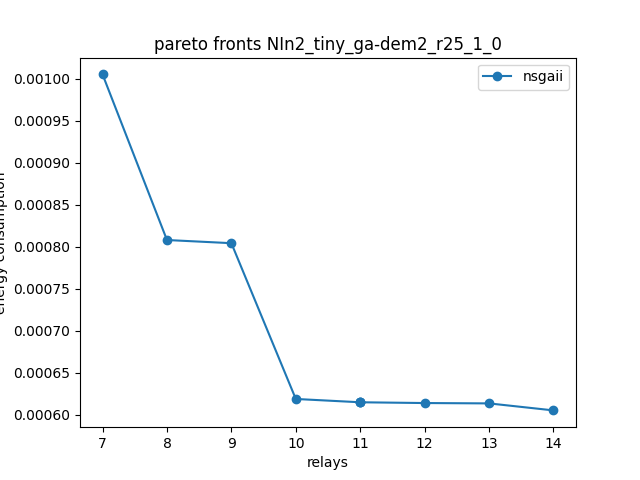 pareto fronts NIn2_tiny_ga-dem2_r25_1_0
nsgaii
0.00100
0.00095
0.00090
0.00085
0.00080
0.00075
0.00070
0.00065
0.00060
energy consumption
7 8 9 10 11 12 13 14
relays